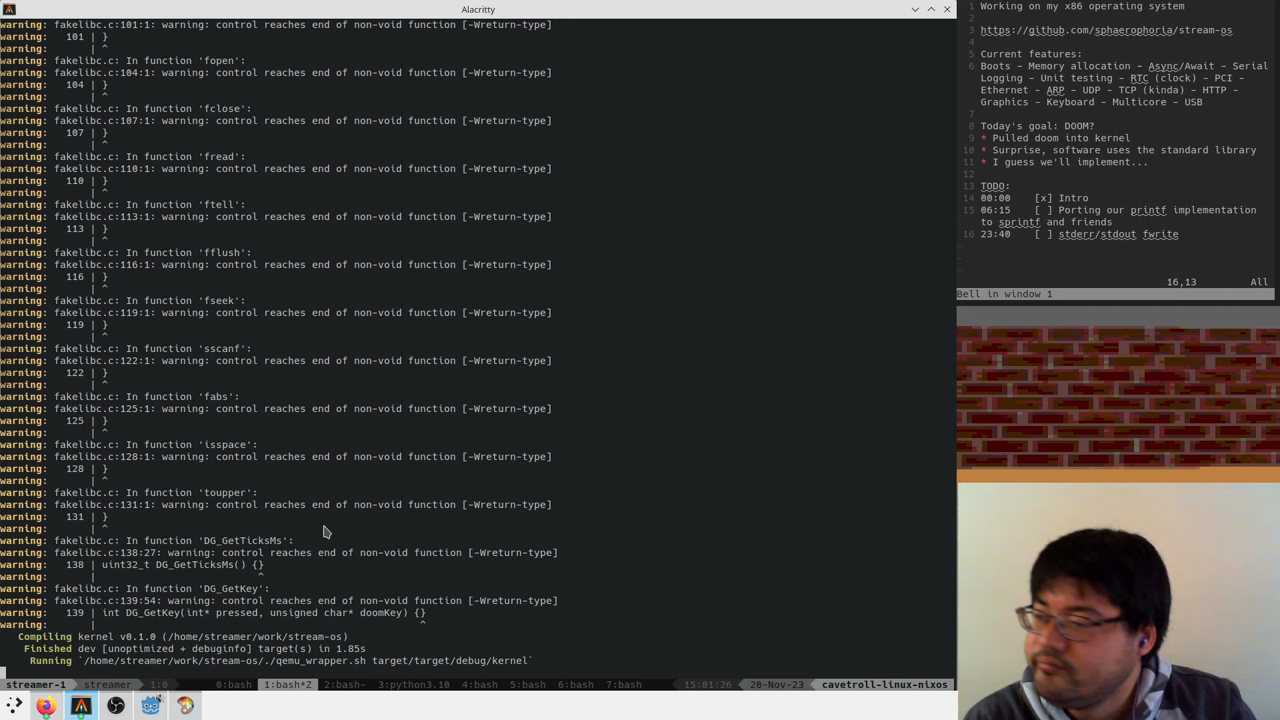 Alacritty
warning: fakelibc.c:101:1: warning: control reaches end of non-void function [-Wreturn-type]
warning:   101 | }
warning:       | ^
warning: fakelibc.c: In function 'fopen':
warning: fakelibc.c:104:1: warning: control reaches end of non-void function [-Wreturn-type]
warning:   104 | }
warning:       | ^
warning: fakelibc.c: In function 'fclose':
warning: fakelibc.c:107:1: warning: control reaches end of non-void function [-Wreturn-type]
warning:   107 | }
warning:       | ^
warning: fakelibc.c: In function 'fread':
warning: fakelibc.c:110:1: warning: control reaches end of non-void function [-Wreturn-type]
warning:   110 | }
warning:       | ^
warning: fakelibc.c: In function 'ftell':
warning: fakelibc.c:113:1: warning: control reaches end of non-void function [-Wreturn-type]
warning:   113 | }
warning:       | ^
warning: fakelibc.c: In function 'fflush':
warning: fakelibc.c:116:1: warning: control reaches end of non-void function [-Wreturn-type]
warning:   116 | }
warning:       | ^
warning: fakelibc.c: In function 'fseek':
warning: fakelibc.c:119:1: warning: control reaches end of non-void function [-Wreturn-type]
warning:   119 | }
warning:       | ^
warning: fakelibc.c: In function 'sscanf':
warning: fakelibc.c:122:1: warning: control reaches end of non-void function [-Wreturn-type]
warning:   122 | }
warning:       | ^
warning: fakelibc.c: In function 'fabs':
warning: fakelibc.c:125:1: warning: control reaches end of non-void function [-Wreturn-type]
warning:   125 | }
warning:       | ^
warning: fakelibc.c: In function 'isspace':
warning: fakelibc.c:128:1: warning: control reaches end of non-void function [-Wreturn-type]
warning:   128 | }
warning:       | ^
warning: fakelibc.c: In function 'toupper':
warning: fakelibc.c:131:1: warning: control reaches end of non-void function [-Wreturn-type]
warning:   131 | }
warning:       | ^
warning: fakelibc.c: In function 'DG_GetTicksMs':
warning: fakelibc.c:138:27: warning: control reaches end of non-void function [-Wreturn-type]
warning:   138 | uint32_t DG_GetTicksMs() {}
warning:       |                           ^
warning: fakelibc.c: In function 'DG_GetKey':
warning: fakelibc.c:139:54: warning: control reaches end of non-void function [-Wreturn-type]
warning:   139 | int DG_GetKey(int* pressed, unsigned char* doomKey) {}
warning:       |                                                      ^
Compiling kernel v0.1.0 (/home/streamer/work/stream-os)
Finished dev [unoptimized + debuginfo] target(s) in 1.85s
Running `/home/streamer/work/stream-os/./qemu_wrapper.sh target/target/debug/kernel`
streamer-1 streamer 1:0 0:bash 1:bash*Z 2:bash- 3:python3.10 4:bash 5:bash 6:bash 7:bash 15:01:26 20-Nov-23 cavetroll-linux-nixos
1 Working on my x86 operating system
3 https://github.com/sphaerophoria/stream-os
5 Current features:
6 Boots - Memory allocation - Async/Await - Serial
Logging - Unit testing - RTC (clock) - PCI -
Ethernet - ARP - UDP - TCP (kinda) - HTTP -
Graphics - Keyboard - Multicore - USB
7
8 Today's goal: DOOM?
9 * Pulled doom into kernel
10 * Surprise, software uses the standard library
11 * I guess we'll implement...
12
13 TODO:
14 00:00 [x] Intro
15 06:15 [ ] Porting our printf implementation
to sprintf and friends
16 23:40 [ ] stderr/stdout fwrite
~
~
16,13 All
Bell in window 1